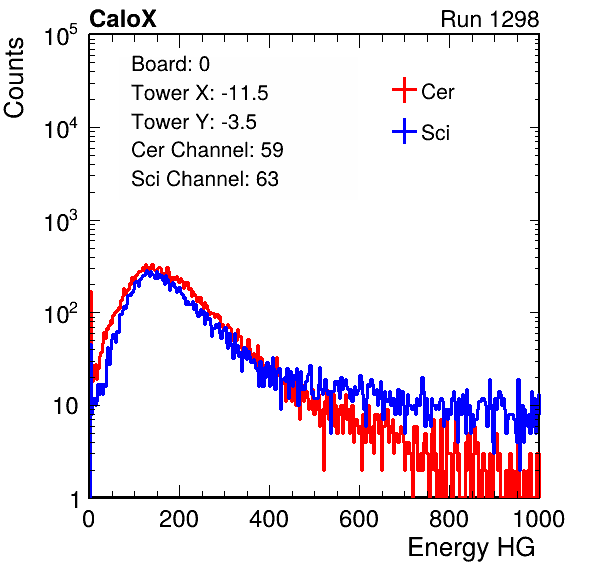 CaloX Run 1298
Counts
Board: 0
Tower X: -11.5
Tower Y: -3.5
Cer Channel: 59
Sci Channel: 63
Cer
Sci
10^5
10^4
10^3
10^2
10
1
0 200 400 600 800 1000
Energy HG